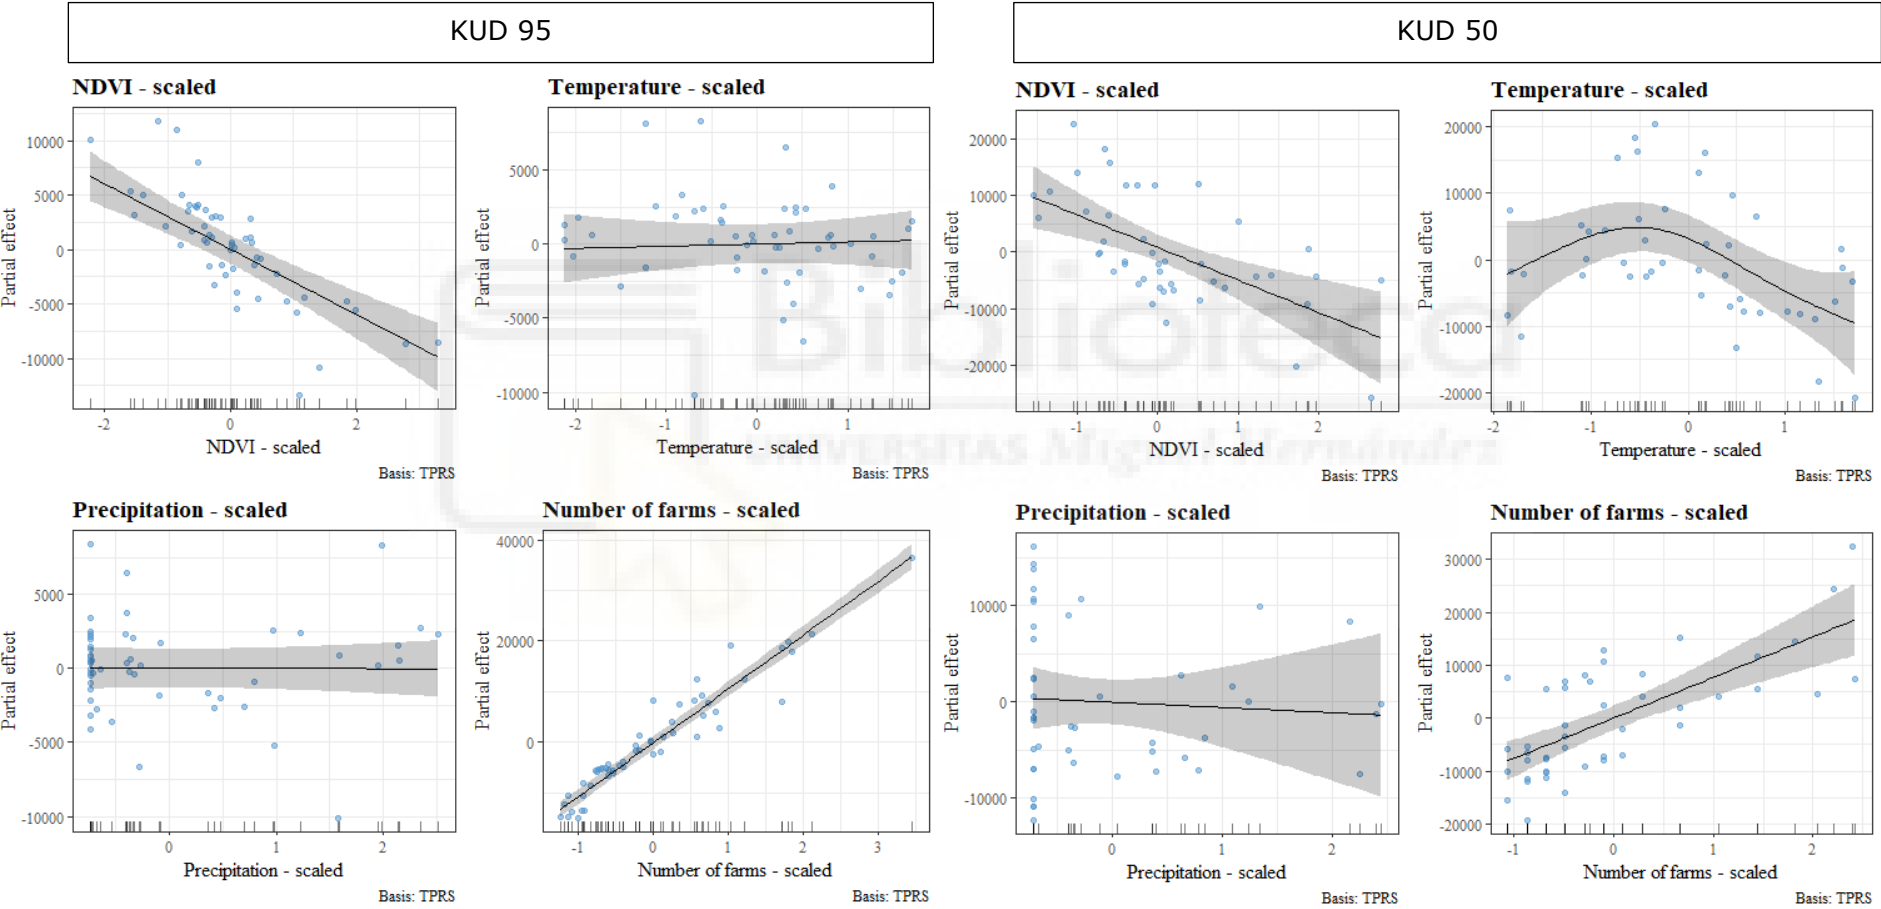 KUD 95
KUD 50
NDVI - scaled
Temperature - scaled
NDVI - scaled
Temperature - scaled
Partial effect
10000
5000
0
-5000
-10000
-2
0
2
NDVI - scaled
Basis: TPRS
Partial effect
5000
0
-5000
-10000
-2
-1
0
1
Temperature - scaled
Basis: TPRS
Partial effect
20000
10000
0
-10000
-20000
-1
0
1
2
NDVI - scaled
Basis: TPRS
Partial effect
20000
10000
0
-10000
-20000
-2
-1
0
1
Temperature - scaled
Basis: TPRS
Biblioteca
UNIVERSITAS Miguel Hernández
Precipitation - scaled
Number of farms - scaled
Precipitation - scaled
Number of farms - scaled
Partial effect
5000
0
-5000
-10000
0
1
2
Precipitation - scaled
Basis: TPRS
Partial effect
40000
20000
0
-1
0
1
2
3
Number of farms - scaled
Basis: TPRS
Partial effect
10000
0
-10000
0
1
2
Precipitation - scaled
Basis: TPRS
Partial effect
30000
20000
10000
0
-10000
-20000
-1
0
1
2
Number of farms - scaled
Basis: TPRS